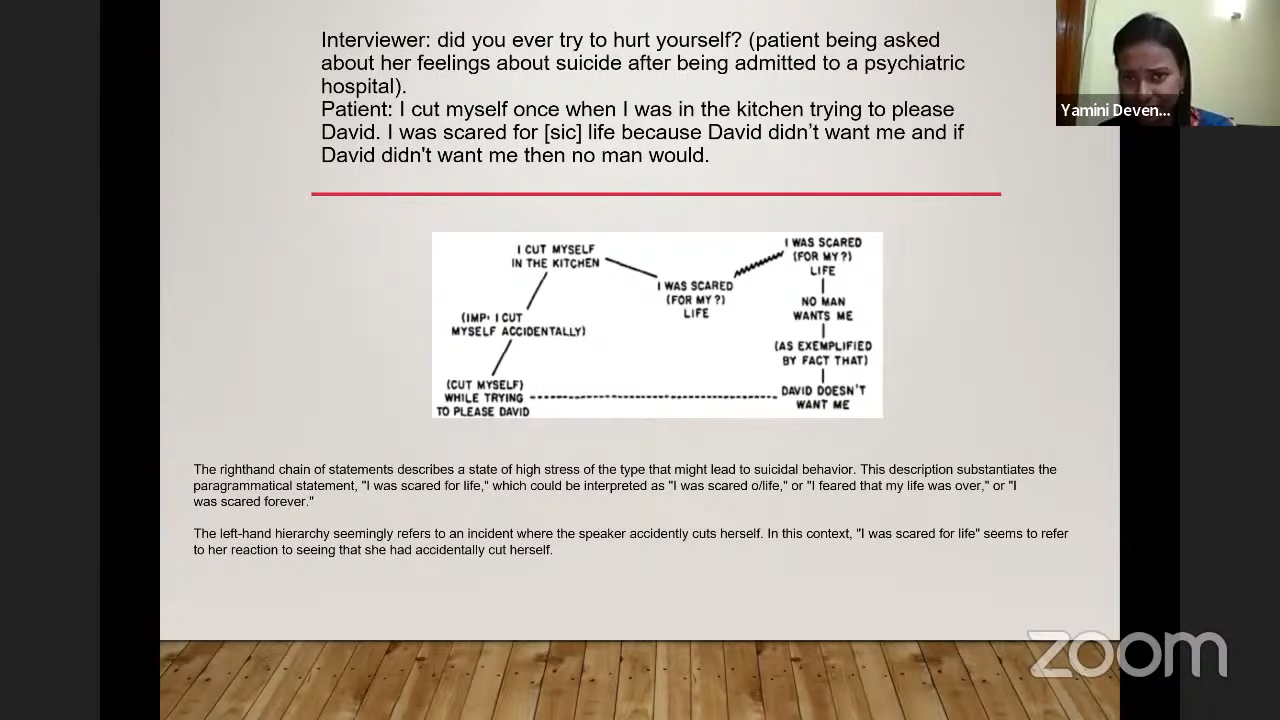 Interviewer: did you ever try to hurt yourself? (patient being asked
about her feelings about suicide after being admitted to a psychiatric
hospital).
Patient: I cut myself once when I was in the kitchen trying to please
David. I was scared for [sic] life because David didn’t want me and if
David didn't want me then no man would.
Yamini Deven...
I CUT MYSELF
IN THE KITCHEN
(IMP· I CUT
MYSELF ACCIDENTALLY)
(CUT MYSELF)
WHILE TRYING
TO PLEASE DAVID
I WAS SCARED
(FOR MY?)
LIFE
I WAS SCARED
(FOR MY?)
LIFE
NO MAN
WANTS ME
(AS EXEMPLIFIED
BY FACT THAT)
DAVID DOESN'T
WANT ME
The righthand chain of statements describes a state of high stress of the type that might lead to suicidal behavior. This description substantiates the
paragrammatical statement, "I was scared for life," which could be interpreted as "I was scared o/life," or "I feared that my life was over," or "I
was scared forever."
The left-hand hierarchy seemingly refers to an incident where the speaker accidently cuts herself. In this context, "I was scared for life" seems to refer
to her reaction to seeing that she had accidentally cut herself.
zoom